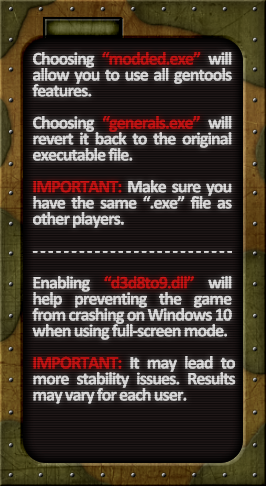 Choosing “modded.exe” will
allow you to use all gentools
features.
Choosing “generals.exe” will
revert it back to the original
executable file.
IMPORTANT: Make sure you
have the same “.exe” file as
other players.
----------------------------
Enabling “d3d8to9.dll” will
help preventing the game
from crashing on Windows 10
when using full-screen mode.
IMPORTANT: It may lead to
more stability issues. Results
may vary for each user.